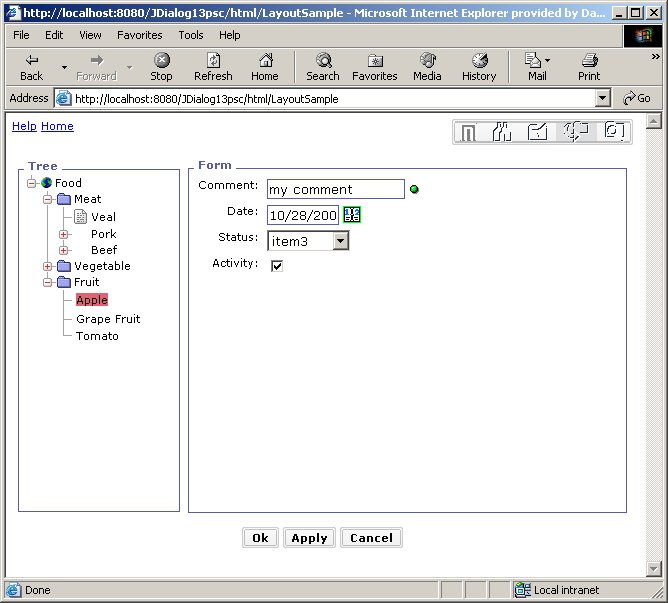 http://localhost:8080/JDialog13psc/html/LayoutSample - Microsoft Internet Explorer provided by Da...
File Edit View Favorites Tools Help
Back Forward Stop Refresh Home Search Favorites Media History Mail Print
Address http://localhost:8080/JDialog13psc/html/LayoutSample Go
Help Home
Tree
Food
Meat
Veal
Pork
Beef
Vegetable
Fruit
Apple
Grape Fruit
Tomato
Form
Comment: my comment
Date: 10/28/200
Status: item3
Activity:
Ok Apply Cancel
Done Local intranet